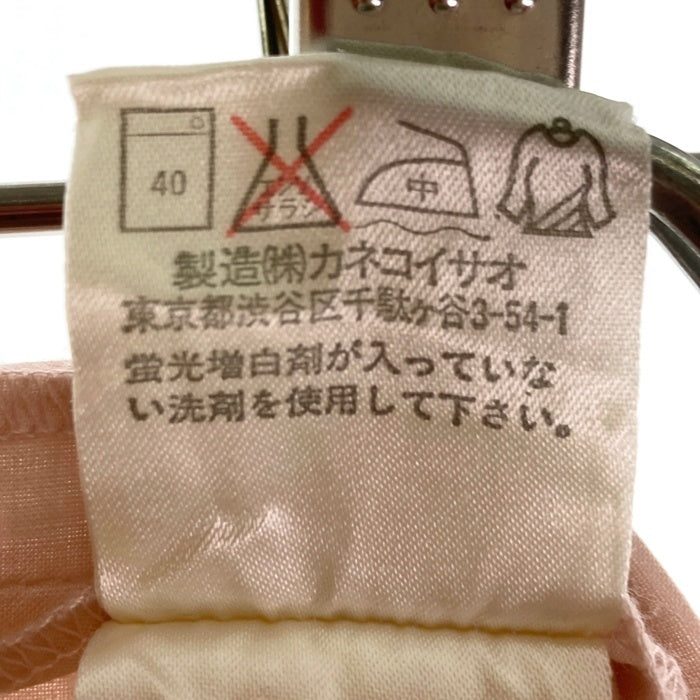 40
エンソ
サラシ
中
製造㈱カネコイサオ
東京都渋谷区千駄ヶ谷3-54-1
蛍光増白剤が入っていな
い洗剤を使用して下さい。